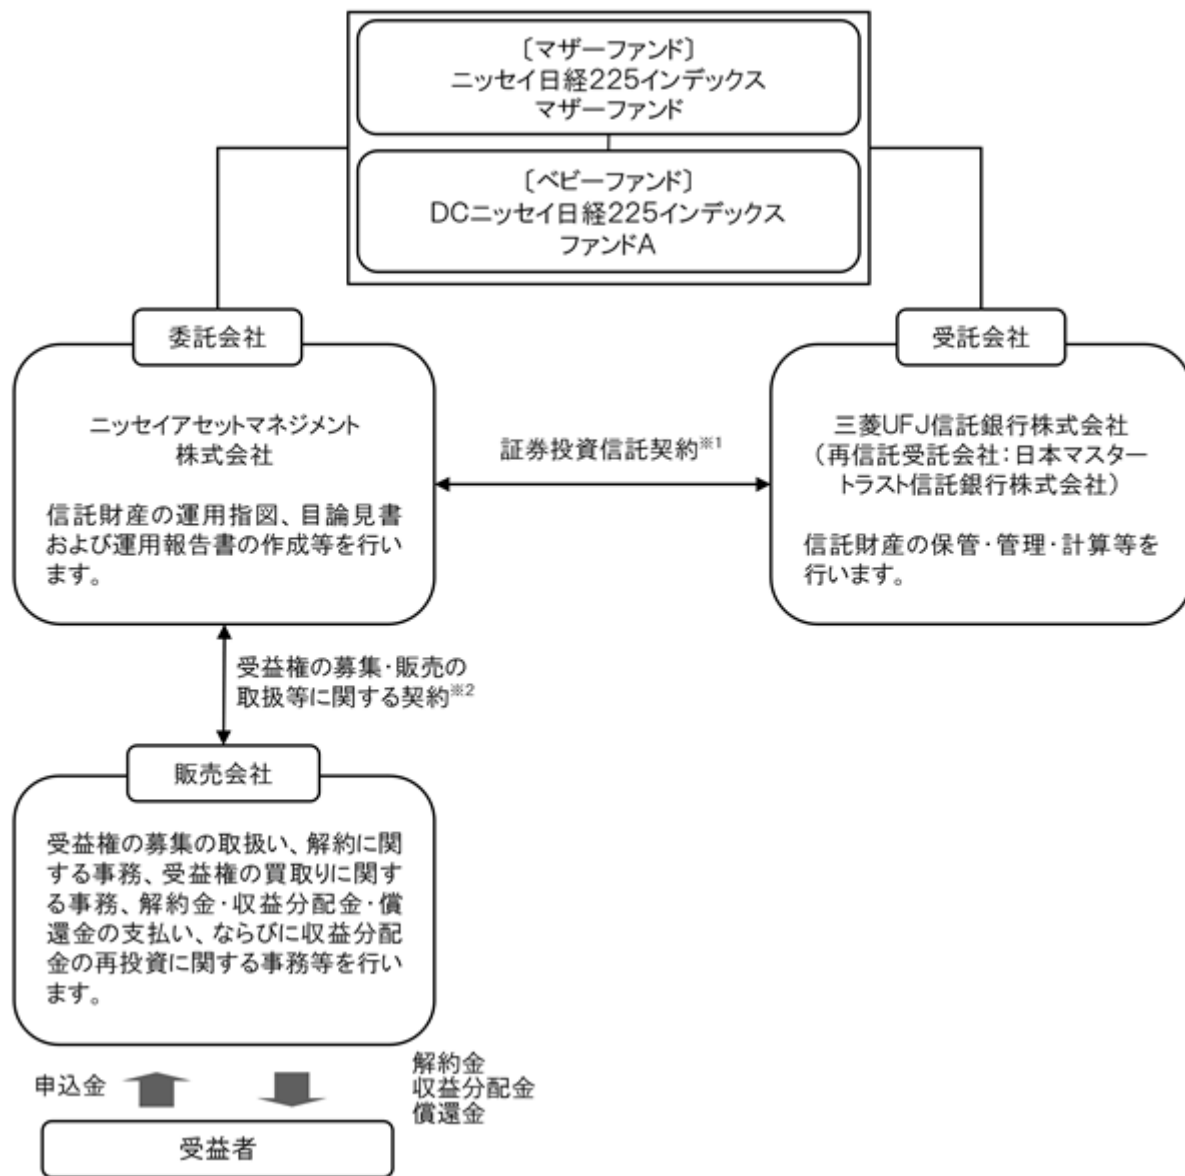 〔マザーファンド〕
ニッセイ日経225インデックス
マザーファンド
〔ベビーファンド〕
DCニッセイ日経225インデックス
ファンドA
委託会社
ニッセイアセットマネジメント
株式会社
信託財産の運用指図、目論見書
および運用報告書の作成等を行い
ます。
証券投資信託契約※1
受託会社
三菱UFJ信託銀行株式会社
（再信託受託会社：日本マスター
トラスト信託銀行株式会社）
信託財産の保管・管理・計算等を
行います。
受益権の募集・販売の
取扱等に関する契約※2
販売会社
受益権の募集の取扱い、解約に関
する事務、受益権の買取りに関す
る事務、解約金・収益分配金・償
還金の支払い、ならびに収益分配
金の再投資に関する事務等を行い
ます。
申込金
解約金
収益分配金
償還金
受益者